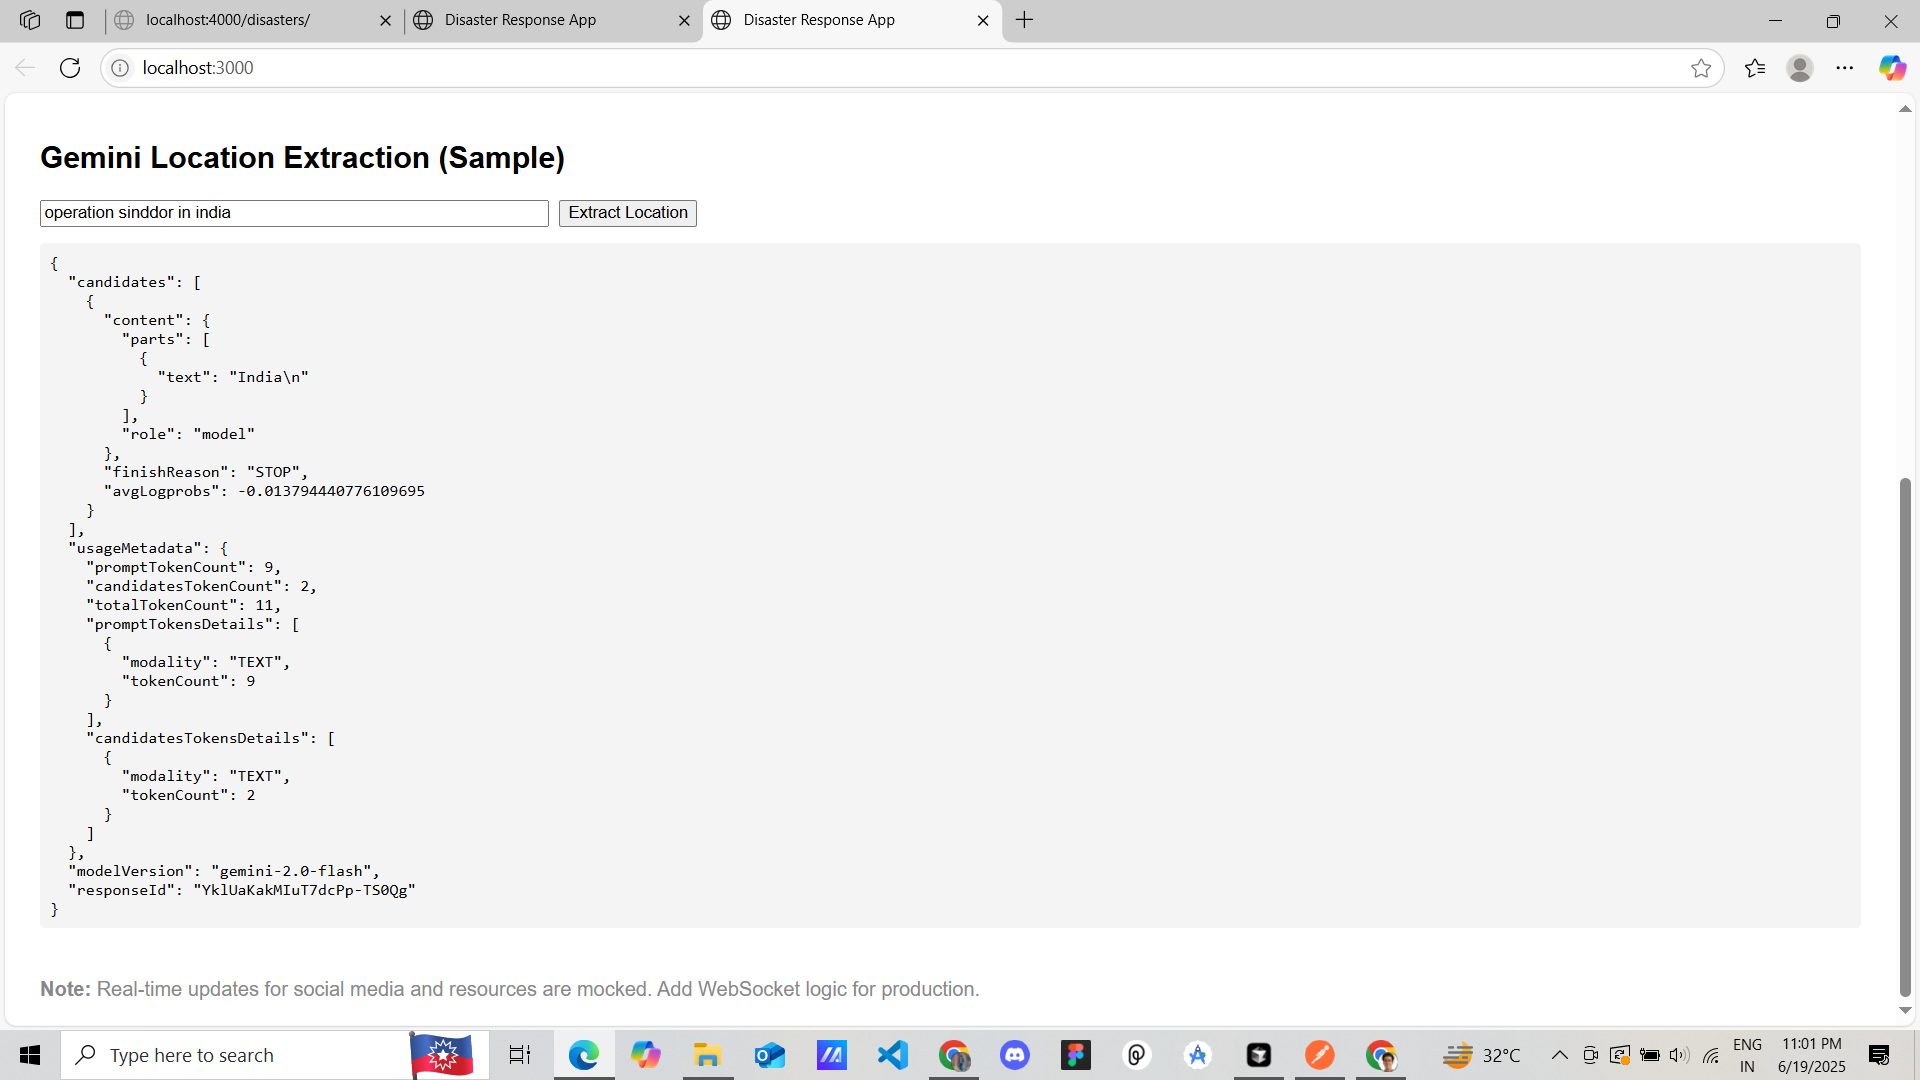 localhost:4000/disasters/
Disaster Response App
Disaster Response App
localhost:3000
Gemini Location Extraction (Sample)
operation sinddor in india
Extract Location
{
  "candidates": [
    {
      "content": {
        "parts": [
          {
            "text": "India\n"
          }
        ],
        "role": "model"
      },
      "finishReason": "STOP",
      "avgLogprobs": -0.013794440776109695
    }
  ],
  "usageMetadata": {
    "promptTokenCount": 9,
    "candidatesTokenCount": 2,
    "totalTokenCount": 11,
    "promptTokensDetails": [
      {
        "modality": "TEXT",
        "tokenCount": 9
      }
    ],
    "candidatesTokensDetails": [
      {
        "modality": "TEXT",
        "tokenCount": 2
      }
    ]
  },
  "modelVersion": "gemini-2.0-flash",
  "responseId": "YklUaKakMIuT7dcPp-TS0Qg"
}
Note: Real-time updates for social media and resources are mocked. Add WebSocket logic for production.
Type here to search
32°C
ENG
IN
11:01 PM
6/19/2025